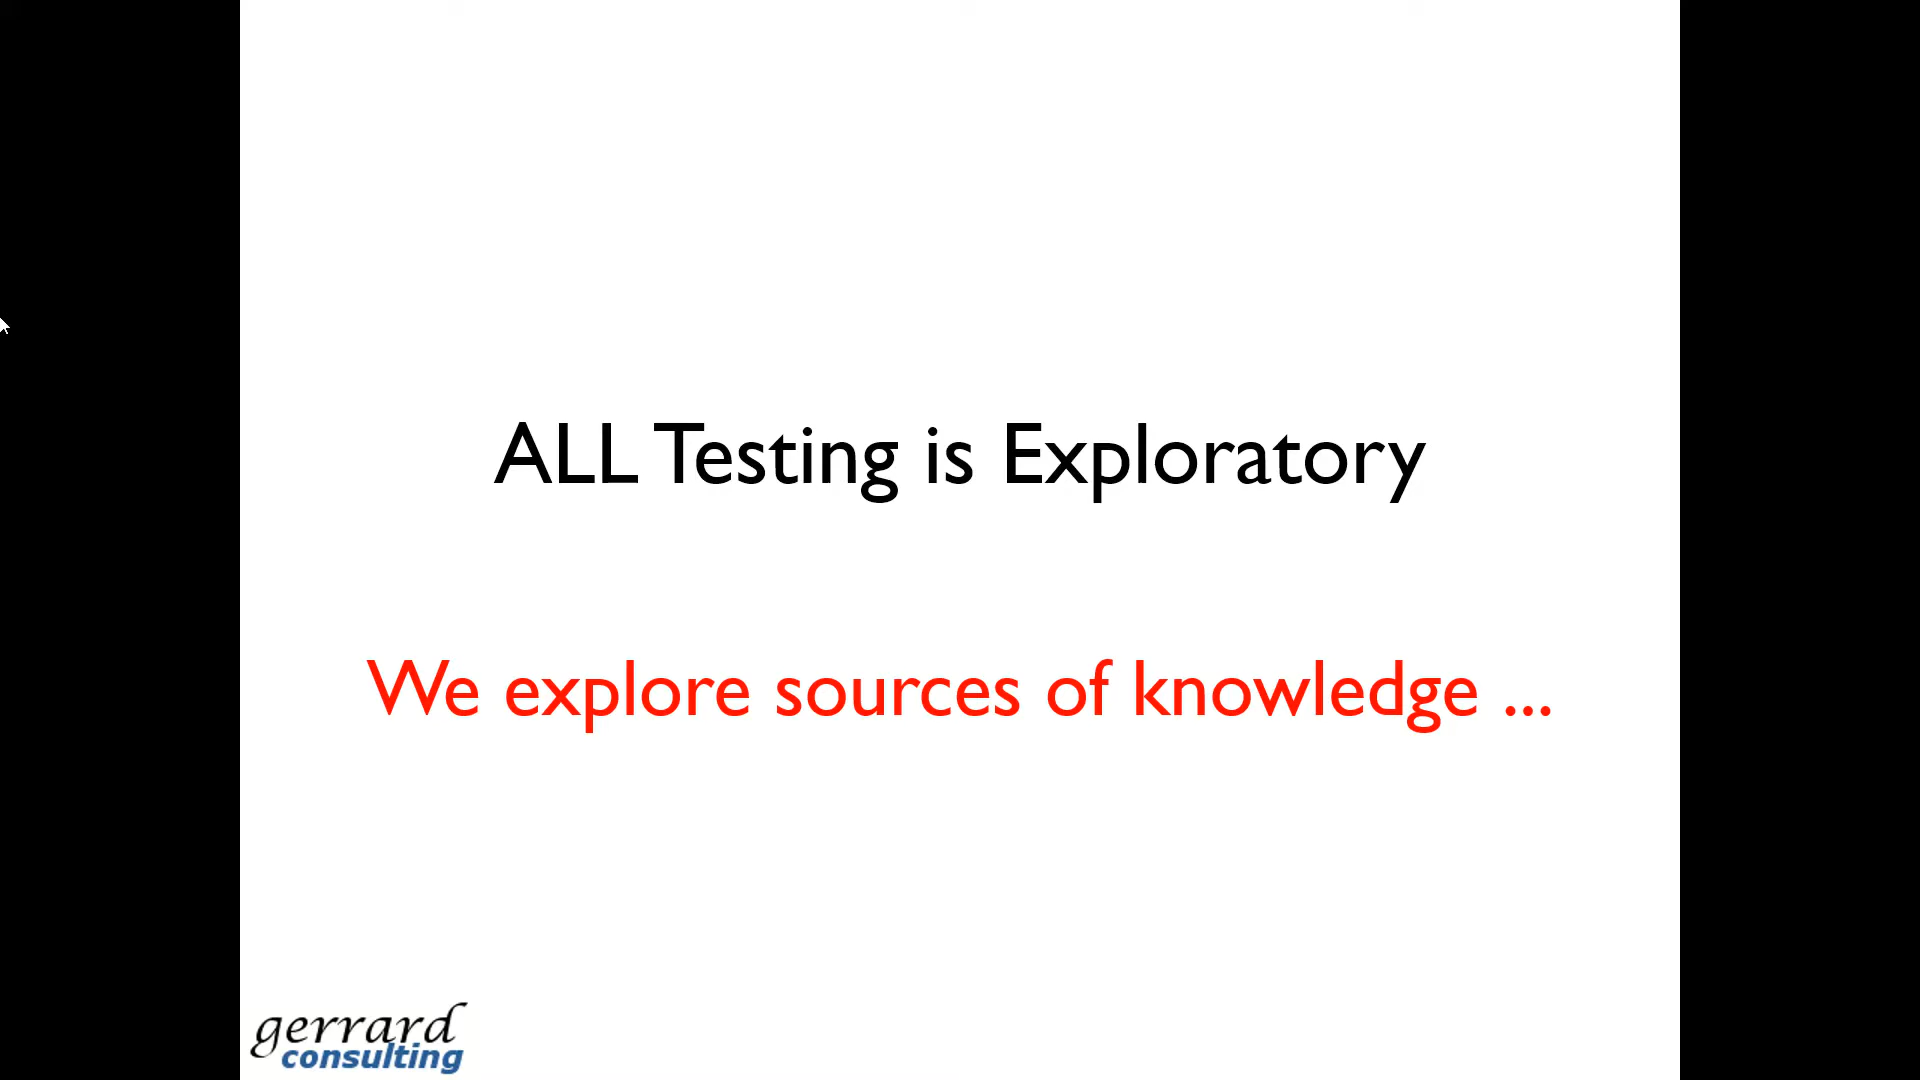 ALL Testing is Exploratory
We explore sources of knowledge ...
gerrard
consulting